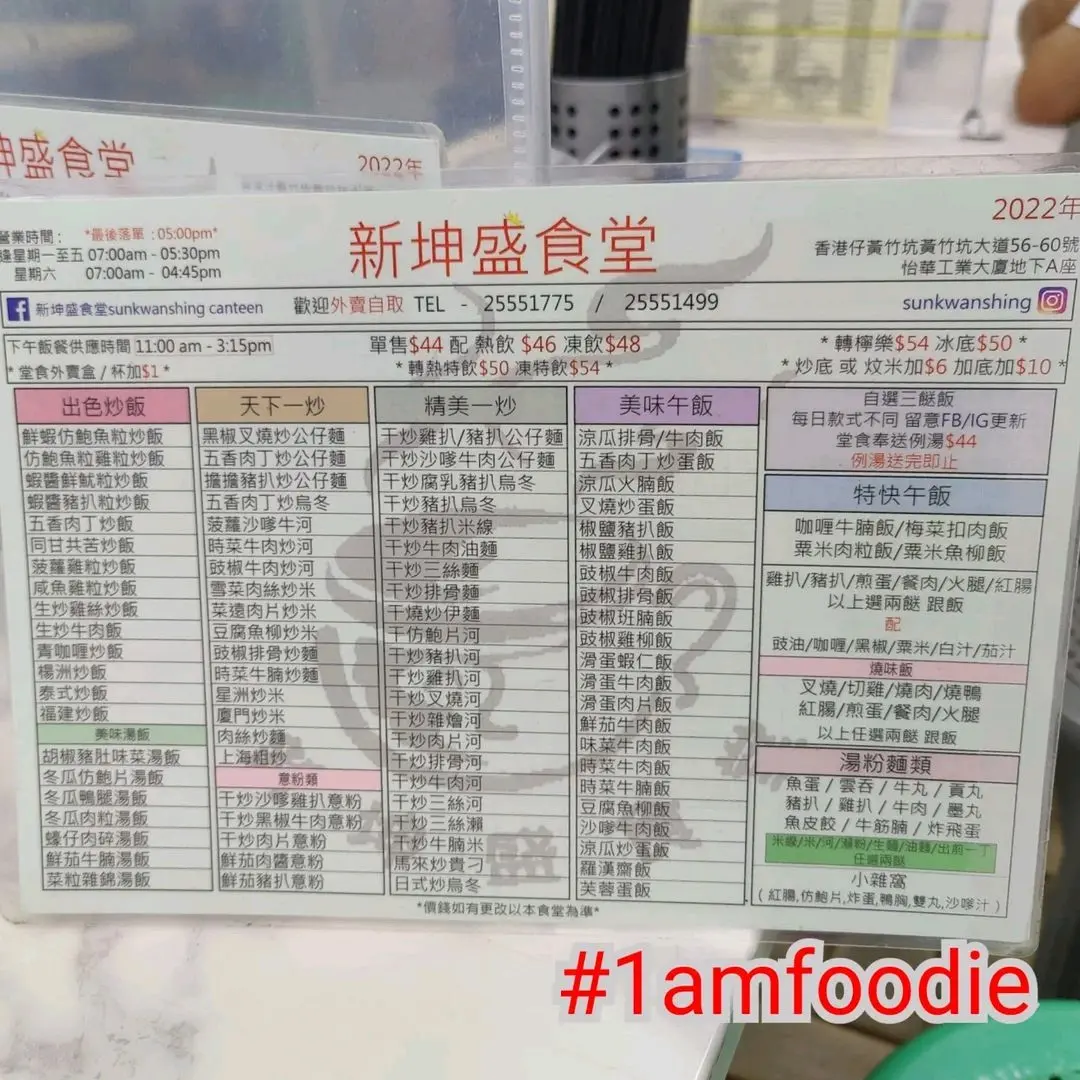 坤盛食堂
2022年
2022年
營業時間：
*最後落單：05:00pm*
新坤盛食堂
逢星期一至五 07:00am - 05:30pm
星期六 07:00am - 04:45pm
香港仔黃竹坑黃竹坑大道56-60號
怡華工業大廈地下A座
新坤盛食堂sunkwanshing canteen
歡迎外賣自取 TEL - 25551775 / 25551499
sunkwanshing
下午飯餐供應時間 11:00 am - 3:15pm
* 堂食外賣盒 / 杯加$1 *
單售$44 配 熱飲 $46 凍飲$48
* 轉熱特飲$50 凍特飲$54 *
* 轉檸樂$54 冰底$50 *
* 炒底 或 炆米加$6 加底加$10 *
出色炒飯
鮮蝦仿鮑魚粒炒飯
仿鮑魚粒雞粒炒飯
蝦醬鮮魷粒炒飯
蝦醬豬扒粒炒飯
五香肉丁炒飯
同甘共苦炒飯
菠蘿雞粒炒飯
咸魚雞粒炒飯
生炒雞絲炒飯
生炒牛肉飯
青咖喱炒飯
楊洲炒飯
泰式炒飯
福建炒飯
美味湯飯
胡椒豬肚味菜湯飯
冬瓜仿鮑片湯飯
冬瓜鴨腿湯飯
冬瓜肉粒湯飯
蠔仔肉碎湯飯
鮮茄牛腩湯飯
菜粒雜錦湯飯
天下一炒
黑椒叉燒炒公仔麵
五香肉丁炒公仔麵
擔擔豬扒炒公仔麵
五香肉丁炒烏冬
菠蘿沙嗲牛河
時菜牛肉炒河
豉椒牛肉炒河
雪菜肉絲炒米
菜遠肉片炒米
豆腐魚柳炒米
豉椒排骨炒麵
時菜牛腩炒麵
星洲炒米
廈門炒米
肉絲炒麵
上海粗炒
意粉類
干炒沙嗲雞扒意粉
干炒黑椒牛肉意粉
干炒肉片意粉
鮮茄肉醬意粉
鮮茄豬扒意粉
精美一炒
干炒雞扒/豬扒公仔麵
干炒沙嗲牛肉公仔麵
干炒腐乳豬扒烏冬
干炒豬扒烏冬
干炒豬扒米線
干炒牛肉油麵
干炒三絲麵
干炒排骨麵
干燒炒伊麵
干仿鮑片河
干炒豬扒河
干炒雞扒河
干炒叉燒河
干炒雜燴河
干炒肉片河
干炒排骨河
干炒牛肉河
干炒三絲河
干炒三絲瀨
干炒牛腩米
馬來炒貴刁
日式炒烏冬
美味午飯
涼瓜排骨/牛肉飯
五香肉丁炒蛋飯
涼瓜火腩飯
叉燒炒蛋飯
椒鹽豬扒飯
椒鹽雞扒飯
豉椒牛肉飯
豉椒排骨飯
豉椒班腩飯
豉椒雞柳飯
滑蛋蝦仁飯
滑蛋牛肉飯
滑蛋肉片飯
鮮茄牛肉飯
味菜牛肉飯
時菜牛肉飯
時菜牛腩飯
豆腐魚柳飯
沙嗲牛肉飯
涼瓜炒蛋飯
羅漢齋飯
芙蓉蛋飯
自選三餸飯
每日款式不同 留意FB/IG更新
堂食奉送例湯$44
例湯送完即止
特快午飯
咖喱牛腩飯/梅菜扣肉飯
粟米肉粒飯/粟米魚柳飯
雞扒/豬扒/煎蛋/餐肉/火腿/紅腸
以上選兩餸 跟飯
配
豉油/咖喱/黑椒/粟米/白汁/茄汁
燒味飯
叉燒/切雞/燒肉/燒鴨
紅腸/煎蛋/餐肉/火腿
以上任選兩餸 跟飯
湯粉麵類
魚蛋 / 雲吞 / 牛丸 / 貢丸
豬扒 / 雞扒 / 牛肉 / 墨丸
魚皮餃 / 牛筋腩 / 炸飛蛋
米線/米/河/瀨粉/生麵/油麵/出前一丁
任選兩餸
小雜窩
( 紅腸,仿鮑片,炸蛋,鴨胸,雙丸,沙嗲汁 )
*價錢如有更改以本食堂為準*
#1amfoodie